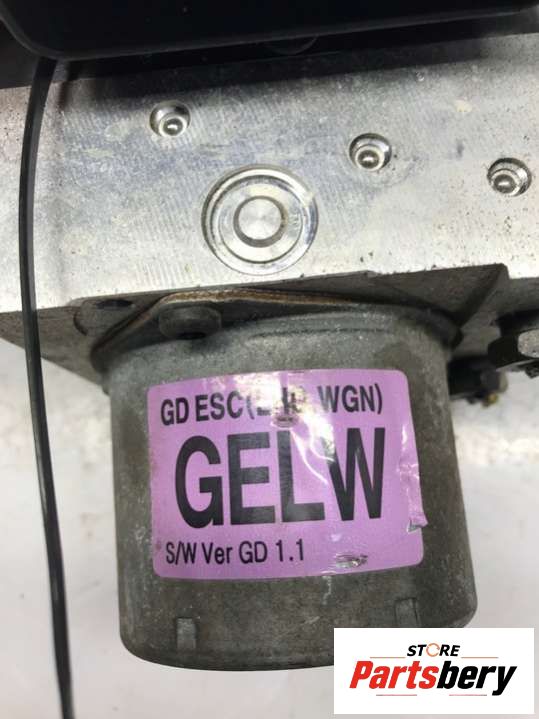 GD ESC( WGN)
GELW
S/W Ver GD 1.1
STORE
Partsbery